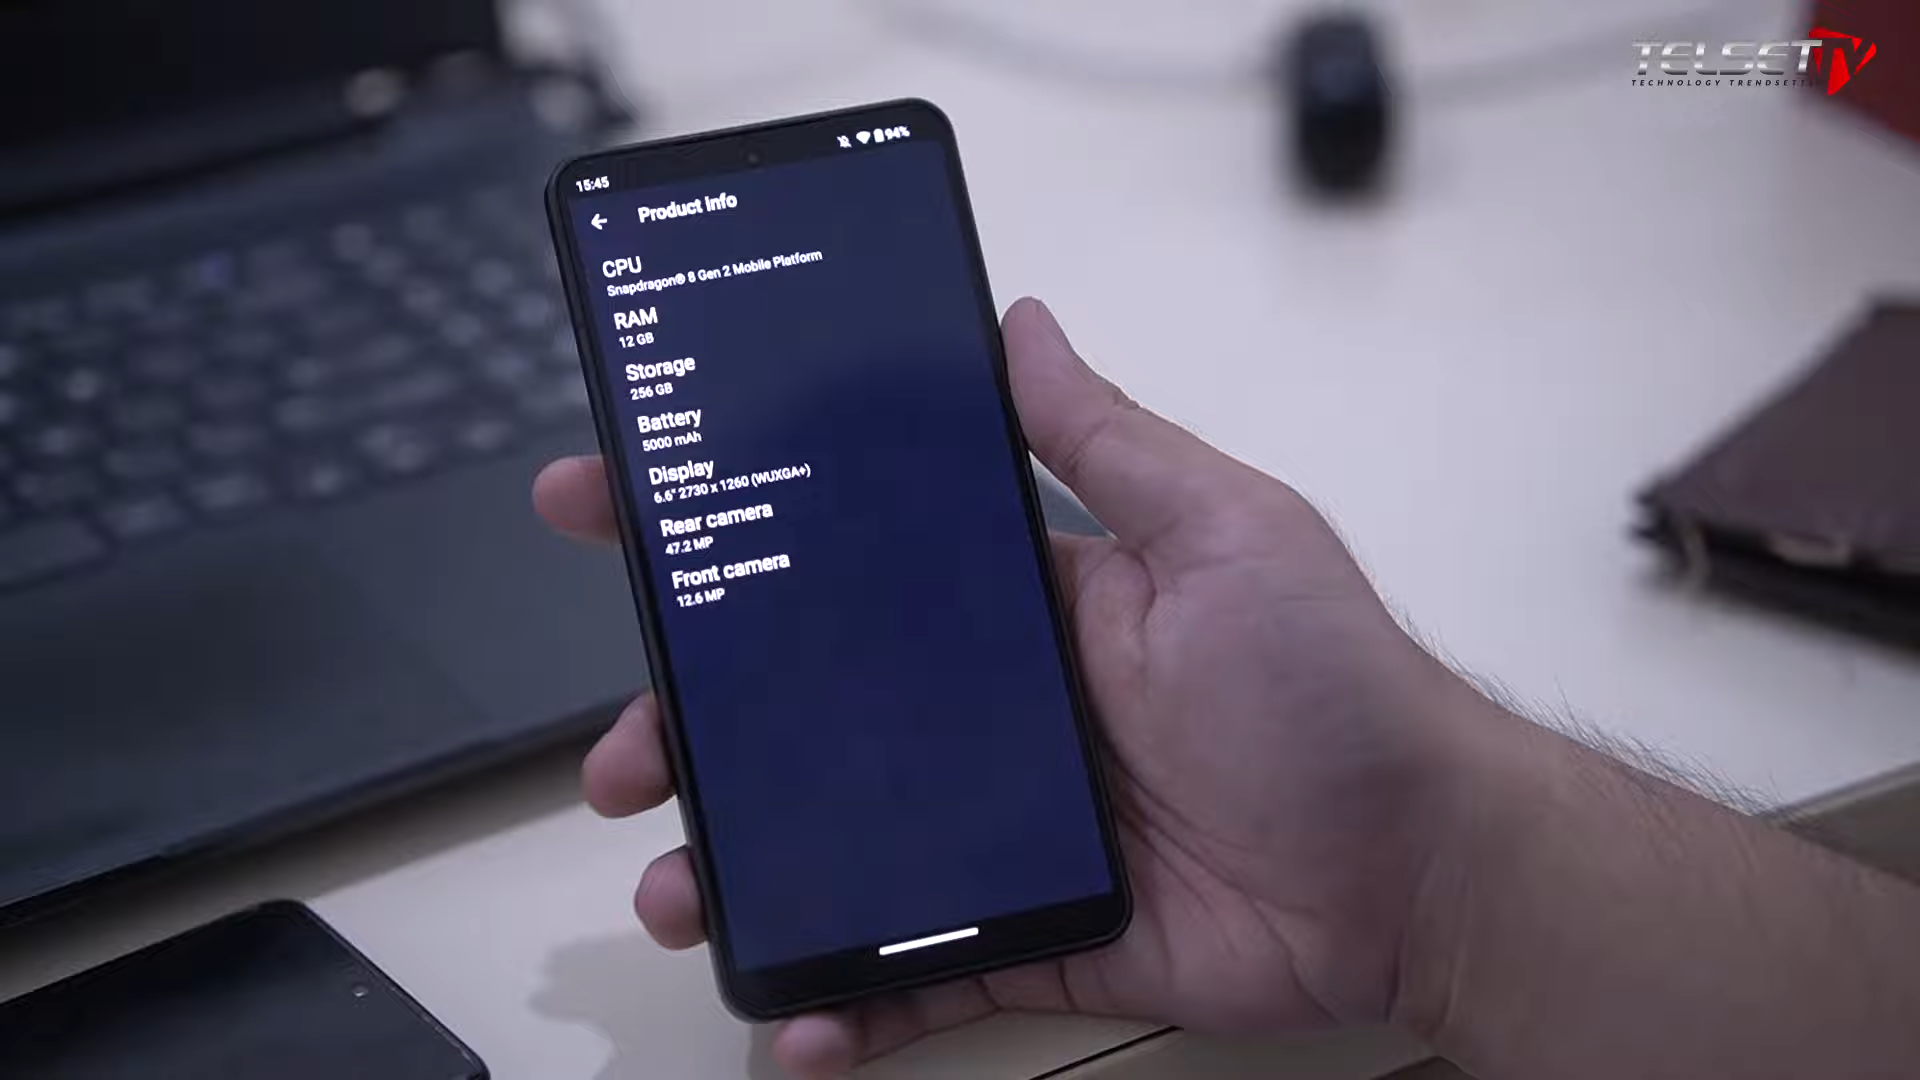 TELSET TV
TECHNOLOGY TRENDSETT
15:45
94%
Product info
CPU
Snapdragon® 8 Gen 2 Mobile Platform
RAM
12 GB
Storage
256 GB
Battery
5000 mAh
Display
6.6" 2730 x 1260 (WUXGA+)
Rear camera
47.2 MP
Front camera
12.6 MP